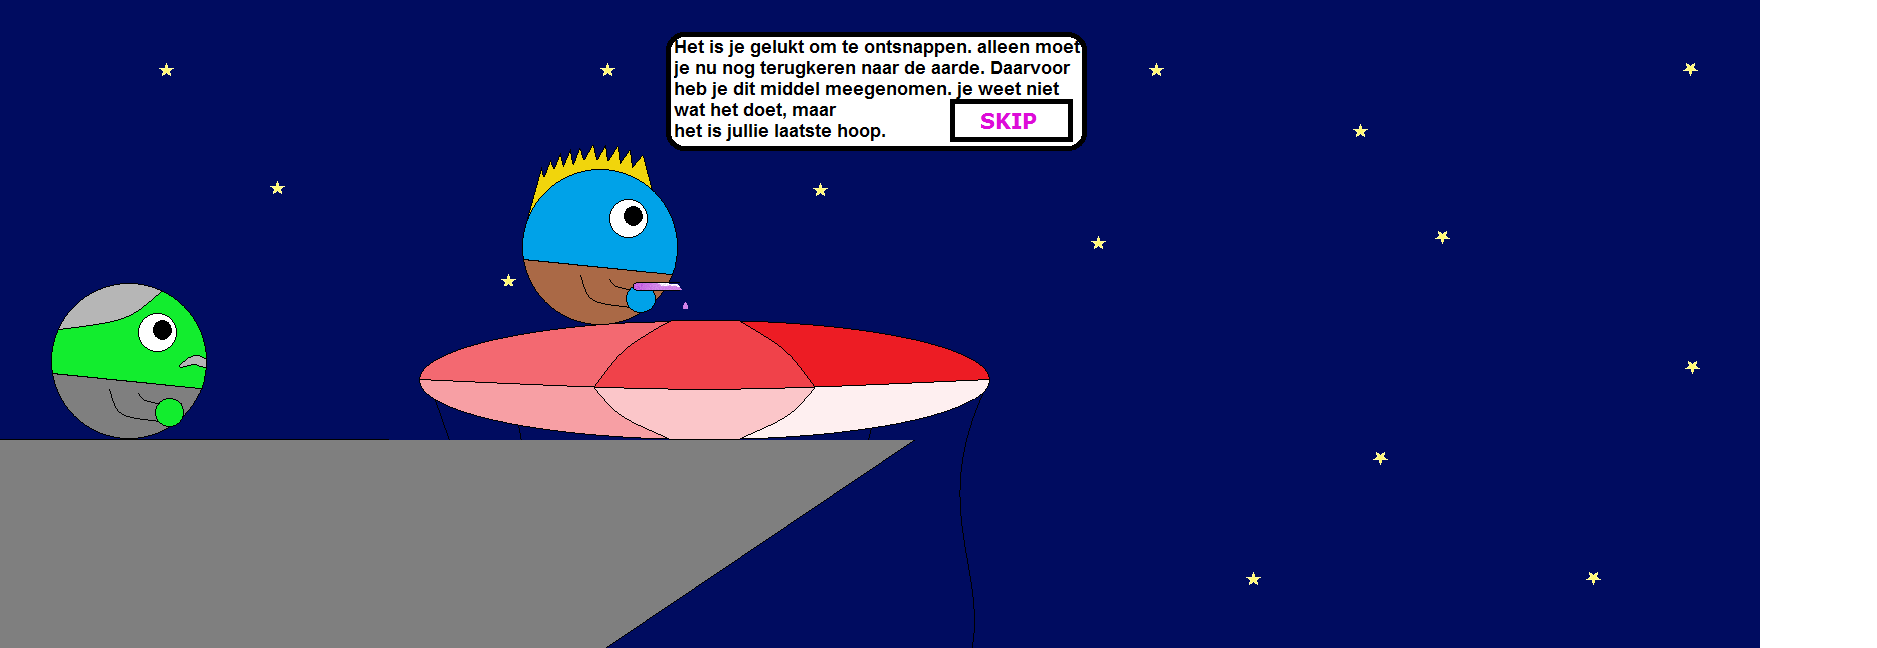 Het is je gelukt om te ontsnappen. alleen moet
je nu nog terugkeren naar de aarde. Daarvoor
heb je dit middel meegenomen. je weet niet
wat het doet, maar
het is jullie laatste hoop.
SKIP